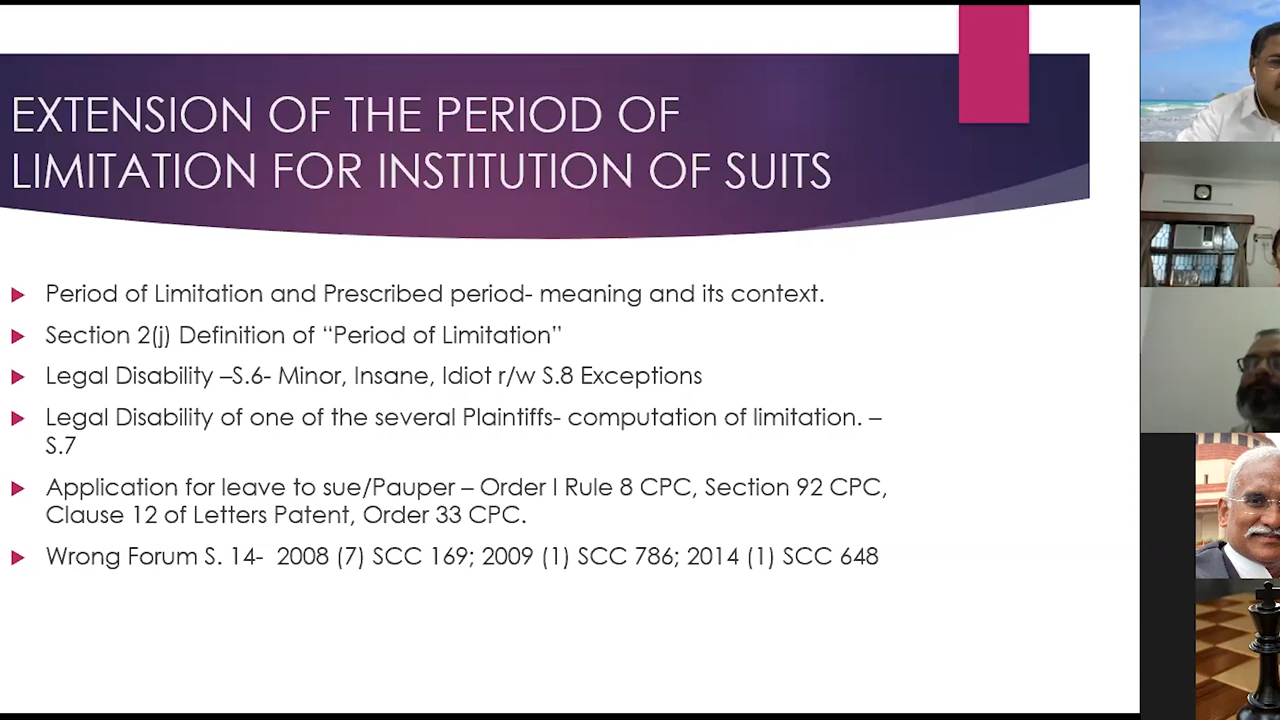 EXTENSION OF THE PERIOD OF
LIMITATION FOR INSTITUTION OF SUITS
Period of Limitation and Prescribed period- meaning and its context.
Section 2(j) Definition of “Period of Limitation”
Legal Disability –S.6- Minor, Insane, Idiot r/w S.8 Exceptions
Legal Disability of one of the several Plaintiffs- computation of limitation. –
S.7
Application for leave to sue/Pauper – Order I Rule 8 CPC, Section 92 CPC,
Clause 12 of Letters Patent, Order 33 CPC.
Wrong Forum S. 14-  2008 (7) SCC 169; 2009 (1) SCC 786; 2014 (1) SCC 648